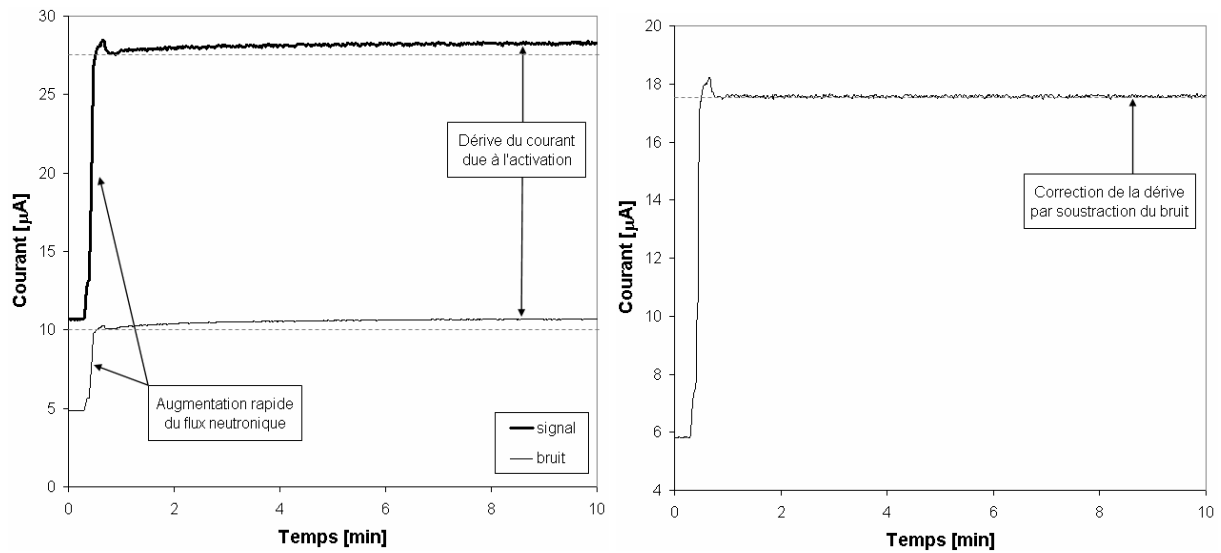 30
25
20
15
10
5
0
Courant [µA]
0
2
4
6
8
10
Temps [min]
Dérive du courant
due à l'activation
Augmentation rapide
du flux neutronique
signal
bruit
20
18
16
14
12
10
8
6
4
Courant [µA]
0
2
4
6
8
10
Temps [min]
Correction de la dérive
par soustraction du bruit